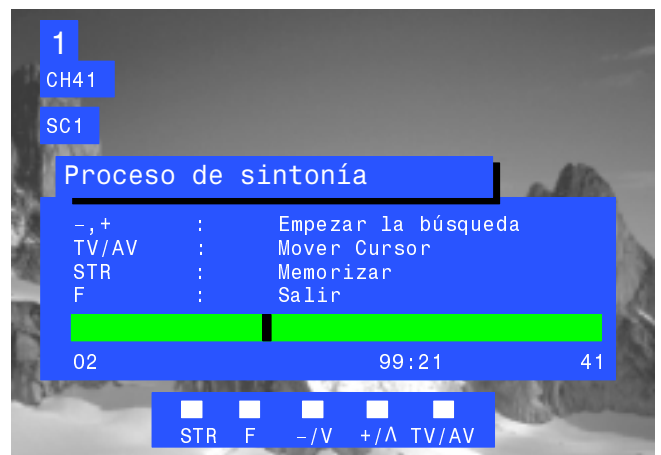 1
CH41
SC1
Proceso de sintonía
–,+ : Empezar la búsqueda
TV/AV : Mover Cursor
STR : Memorizar
F : Salir
02 99:21 41
STR F –/V +/Λ TV/AV